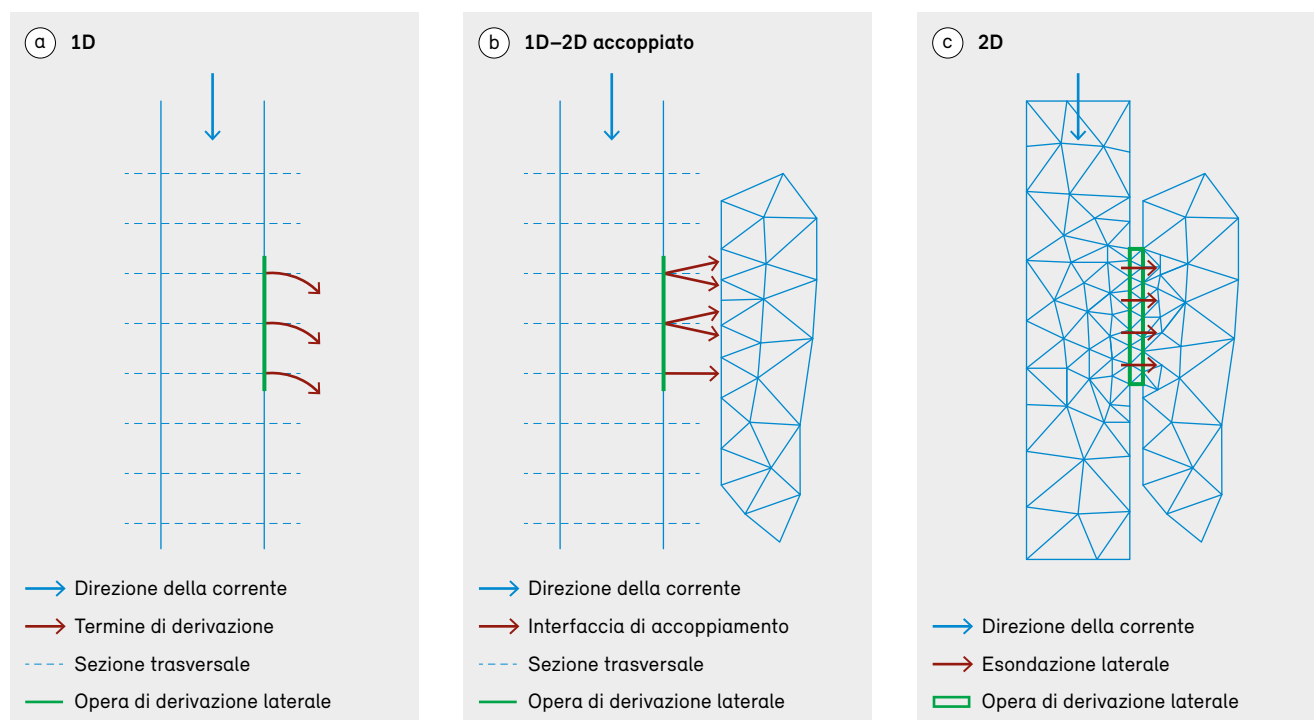 a 1D
Direzione della corrente
Termine di derivazione
Sezione trasversale
Opera di derivazione laterale
b 1D–2D accoppiato
Direzione della corrente
Interfaccia di accoppiamento
Sezione trasversale
Opera di derivazione laterale
c 2D
Direzione della corrente
Esondazione laterale
Opera di derivazione laterale